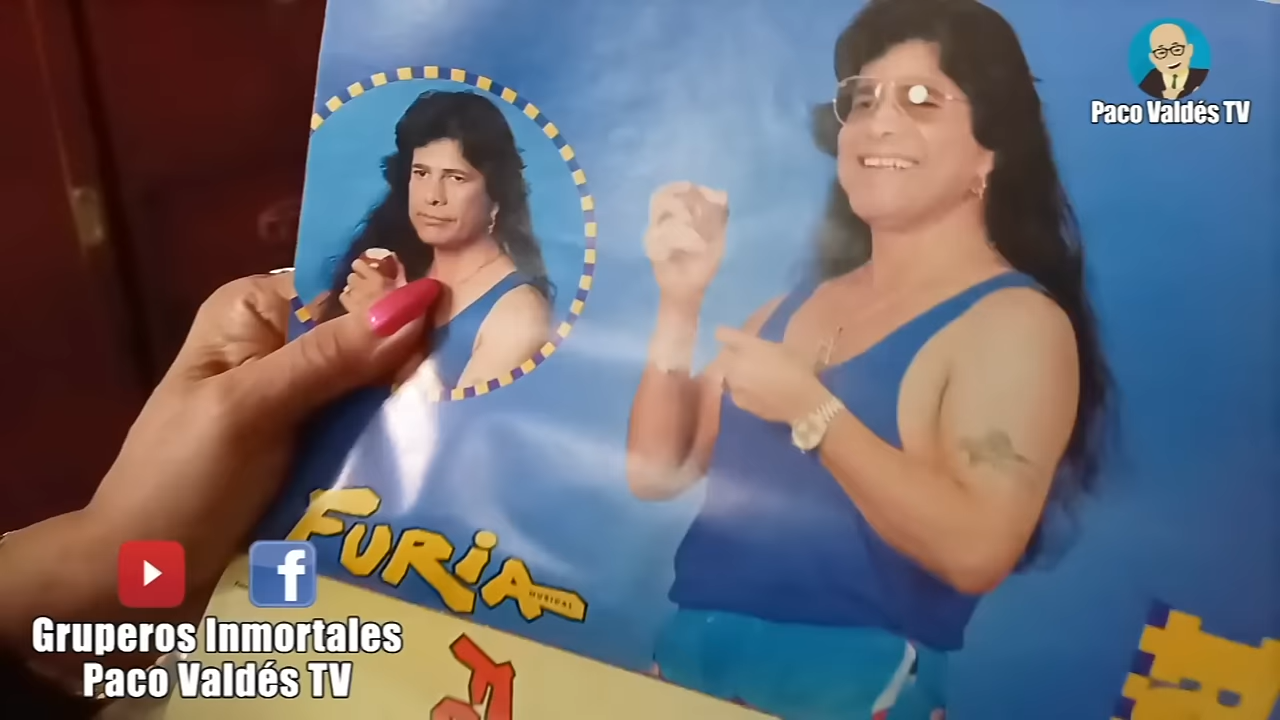 Paco Valdés TV
FURIA
MUSICAL
Gruperos Inmortales
Paco Valdés TV